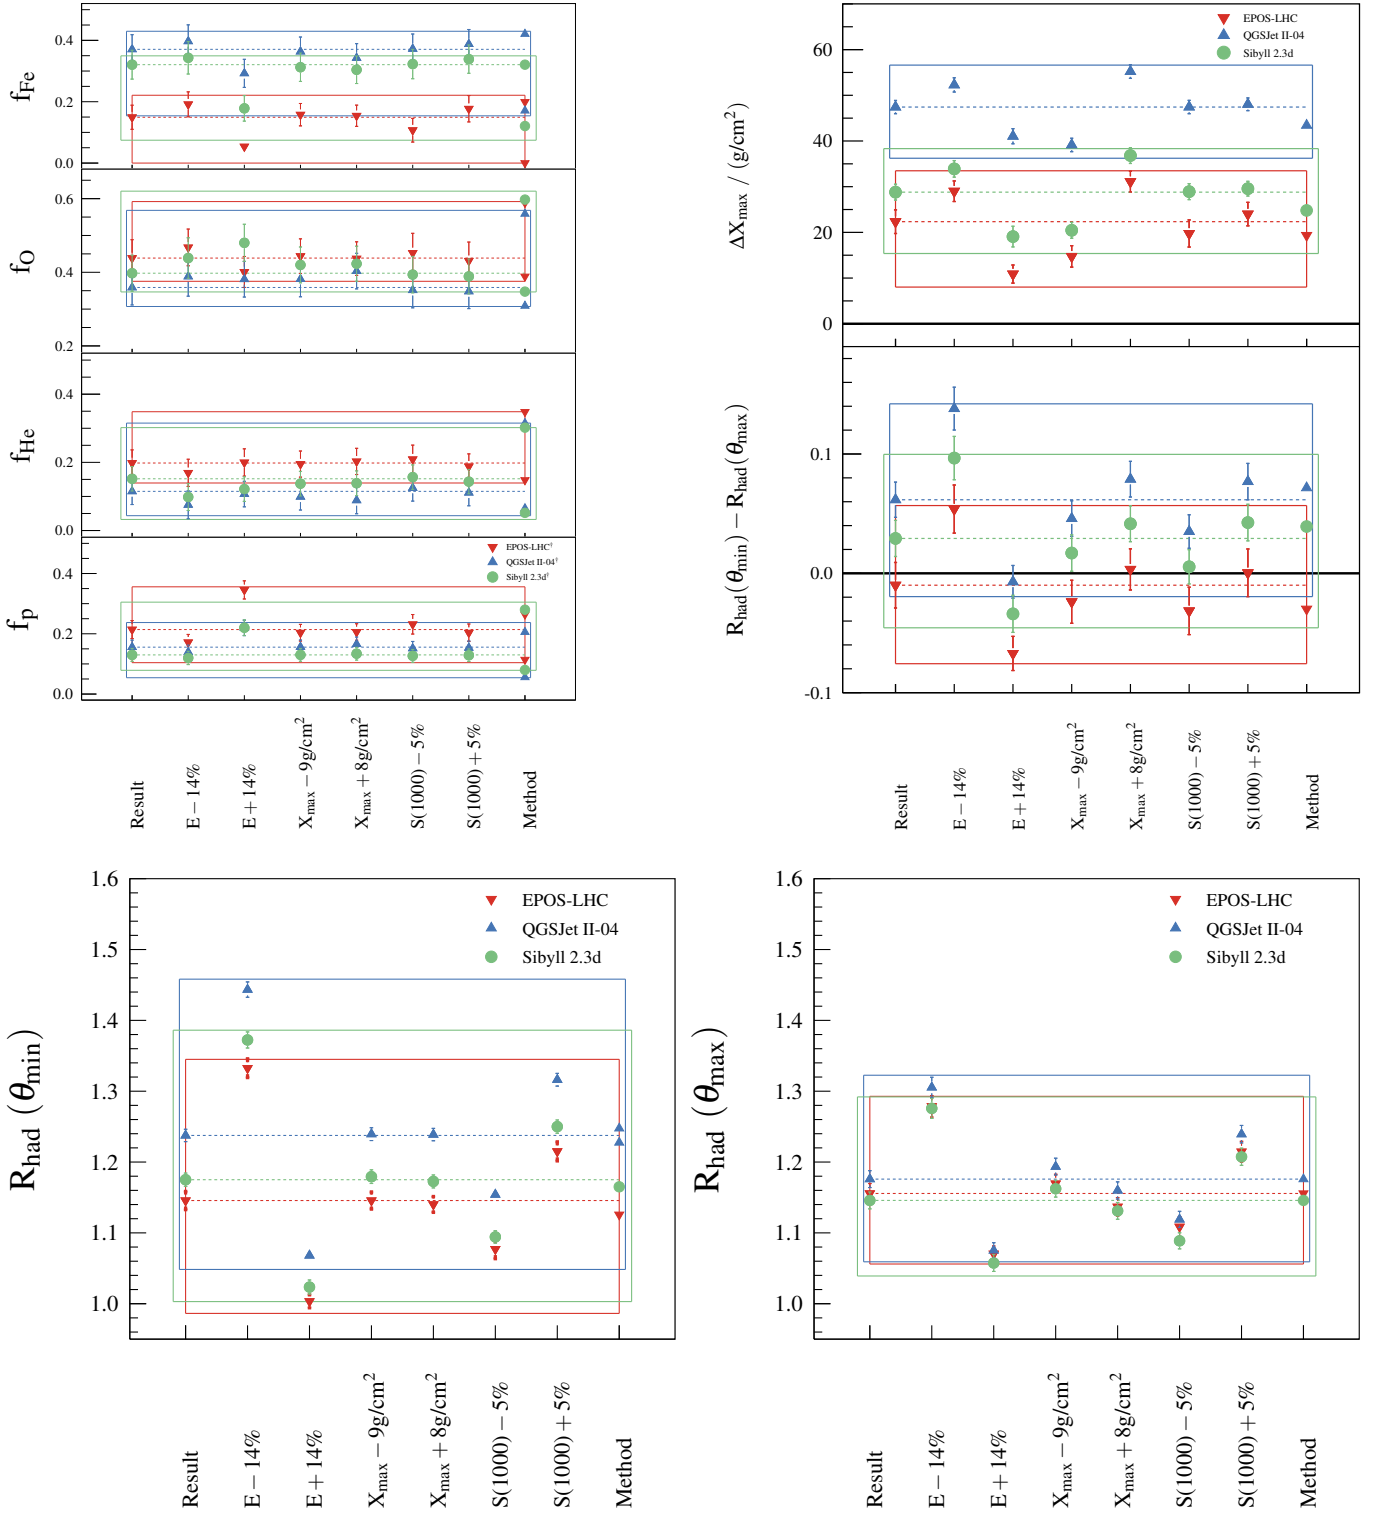 f_Fe
0.4
0.2
0.0
f_O
0.6
0.4
0.2
f_He
0.4
0.2
0.0
f_p
0.4
0.2
0.0
EPOS-LHC†
QGSJet II-04†
Sibyll 2.3d†
Result
E − 14%
E + 14%
X_max − 9g/cm²
X_max + 8g/cm²
S(1000) − 5%
S(1000) + 5%
Method
ΔX_max / (g/cm²)
60
40
20
0
EPOS-LHC
QGSJet II-04
Sibyll 2.3d
R_had(θ_min) − R_had(θ_max)
0.1
0.0
-0.1
Result
E − 14%
E + 14%
X_max − 9g/cm²
X_max + 8g/cm²
S(1000) − 5%
S(1000) + 5%
Method
R_had (θ_min)
1.6
1.5
1.4
1.3
1.2
1.1
1.0
EPOS-LHC
QGSJet II-04
Sibyll 2.3d
Result
E − 14%
E + 14%
X_max − 9g/cm²
X_max + 8g/cm²
S(1000) − 5%
S(1000) + 5%
Method
R_had (θ_max)
1.6
1.5
1.4
1.3
1.2
1.1
1.0
EPOS-LHC
QGSJet II-04
Sibyll 2.3d
Result
E − 14%
E + 14%
X_max − 9g/cm²
X_max + 8g/cm²
S(1000) − 5%
S(1000) + 5%
Method